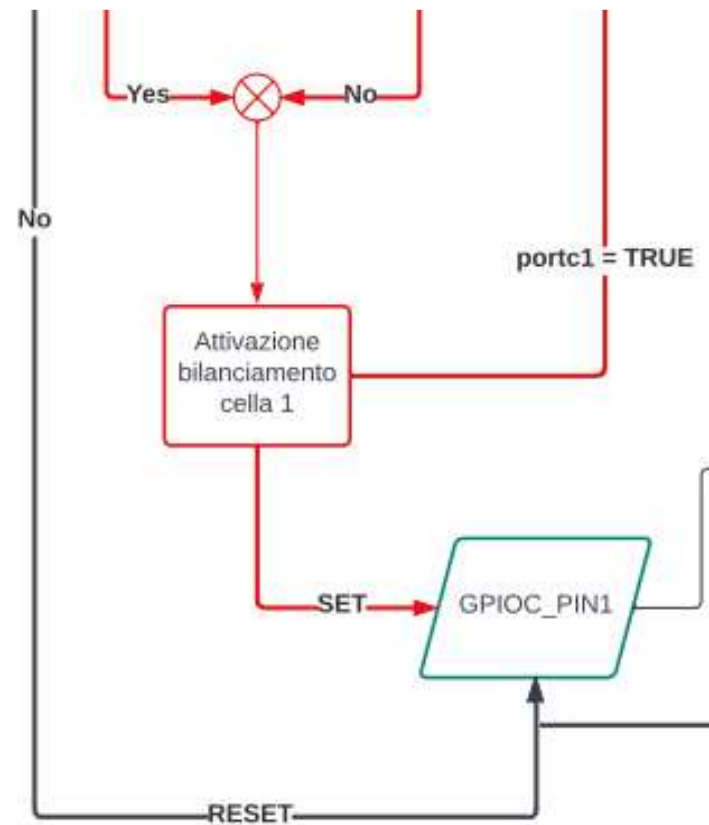 Yes
No
No
portc1 = TRUE
Attivazione
bilanciamento
cella 1
SET
GPIOC_PIN1
RESET